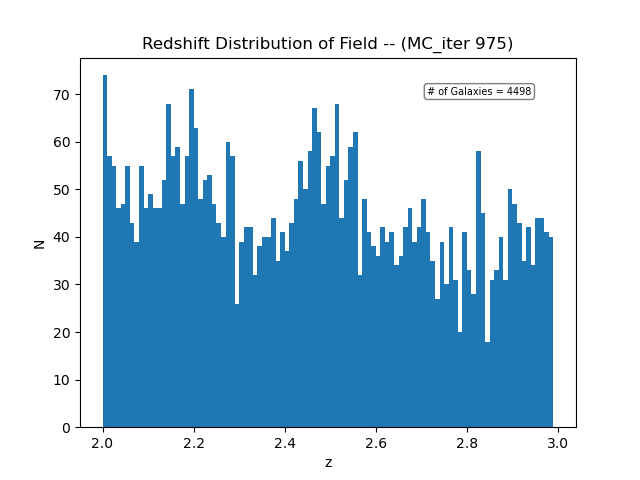 Redshift Distribution of Field -- (MC_iter 975)
# of Galaxies = 4498
N
70
60
50
40
30
20
10
0
2.0 2.2 2.4 2.6 2.8 3.0
z